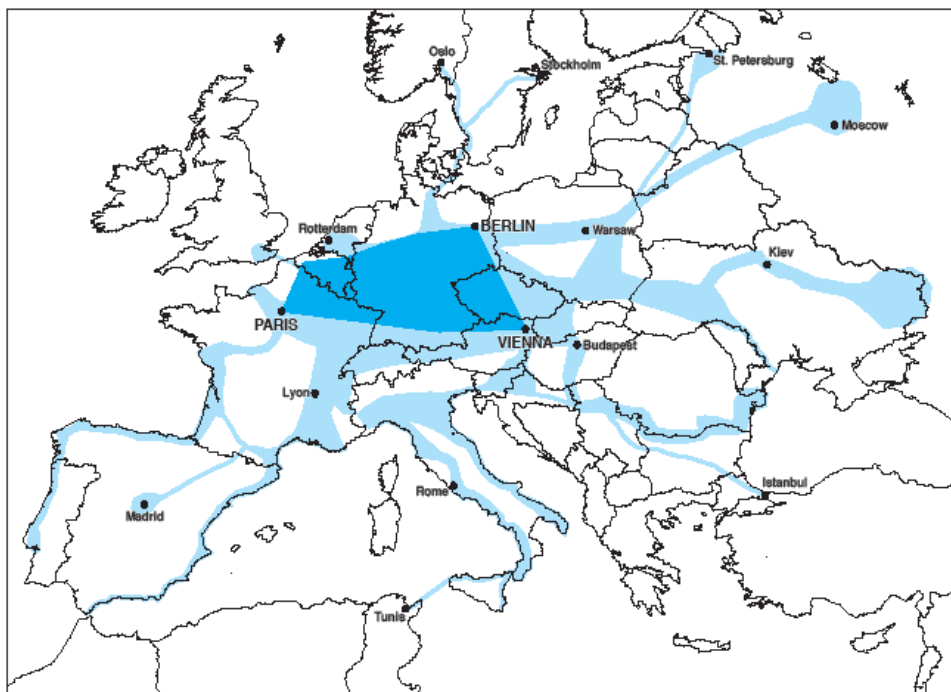 Oslo
Stockholm
St. Petersburg
Moscow
Rotterdam
BERLIN
Warsaw
Kiev
PARIS
VIENNA
Budapest
Lyon
Rome
Istanbul
Madrid
Tunis